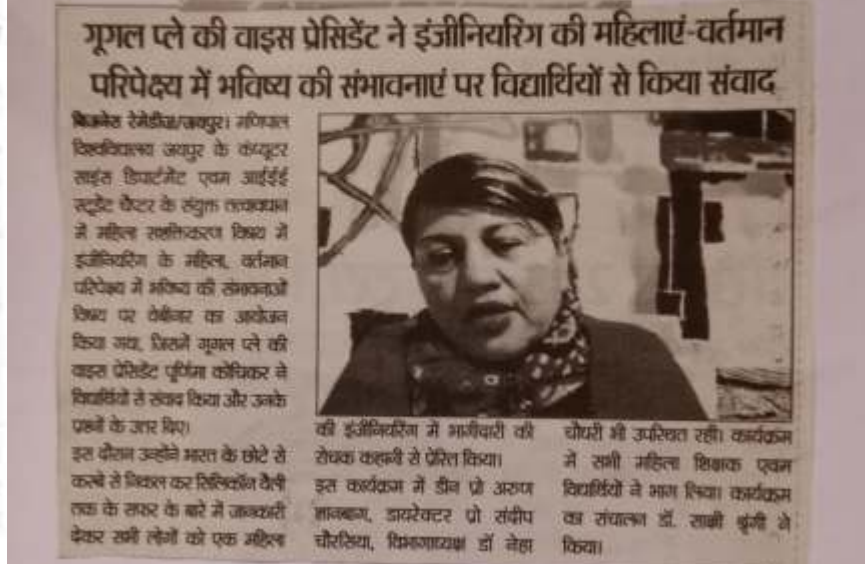 गूगल प्ले की वाइस प्रेसिडेंट ने इंजीनियरिंग की महिलाएं-वर्तमान
परिपेक्ष्य में भविष्य की संभावनाएं पर विद्यार्थियों से किया संवाद
बिजनेस रेमेडीज/जयपुर। मणिपाल
विश्वविद्यालय जयपुर के कंप्यूटर
साइंस डिपार्टमेंट एवम आईईई
स्टूडेंट चैप्टर के संयुक्त तत्वावधान
में महिला सशक्तिकरण विषय में
इंजीनियरिंग के महिला, वर्तमान
परिपेक्ष्य में भविष्य की संभावनाओं
विषय पर वेबीनार का आयोजन
किया गया, जिसमें गूगल प्ले की
वाइस प्रेसिडेंट पूर्णिमा कोचिकर ने
विद्यार्थियों से संवाद किया और उनके
प्रश्नों के उत्तर दिए।
इस दौरान उन्होंने भारत के छोटे से
कस्बे से निकल कर सिलिकॉन वैली
तक के सफर के बारे में जानकारी
देकर सभी लोगों को एक महिला
की इंजीनियरिंग में भागीदारी की
रोचक कहानी से प्रेरित किया।
इस कार्यक्रम में डीन प्रो अरुण
शानबाग, डायरेक्टर प्रो संदीप
चौरसिया, विभागाध्यक्ष डॉ नेहा
चौधरी भी उपस्थित रही। कार्यक्रम
में सभी महिला शिक्षक एवम
विद्यार्थियों ने भाग लिया। कार्यक्रम
का संचालन डॉ. साक्षी श्रृंगी ने
किया।